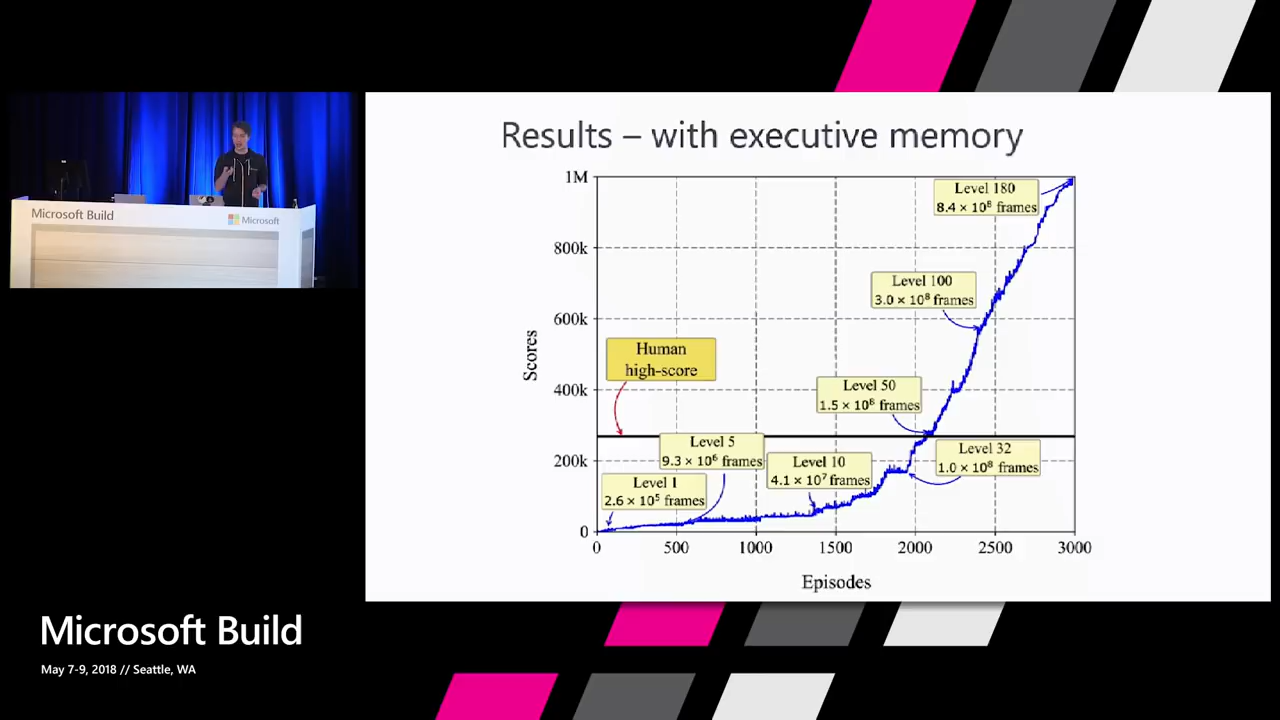 Results – with executive memory
1M
800k
600k
400k
200k
0
Scores
0
500
1000
1500
2000
2500
3000
Episodes
Level 180
8.4 × 10⁸ frames
Level 100
3.0 × 10⁸ frames
Human
high-score
Level 50
1.5 × 10⁸ frames
Level 5
9.3 × 10⁶ frames
Level 10
4.1 × 10⁷ frames
Level 32
1.0 × 10⁸ frames
Level 1
2.6 × 10⁵ frames
Microsoft Build
Microsoft
Microsoft Build
May 7-9, 2018 // Seattle, WA